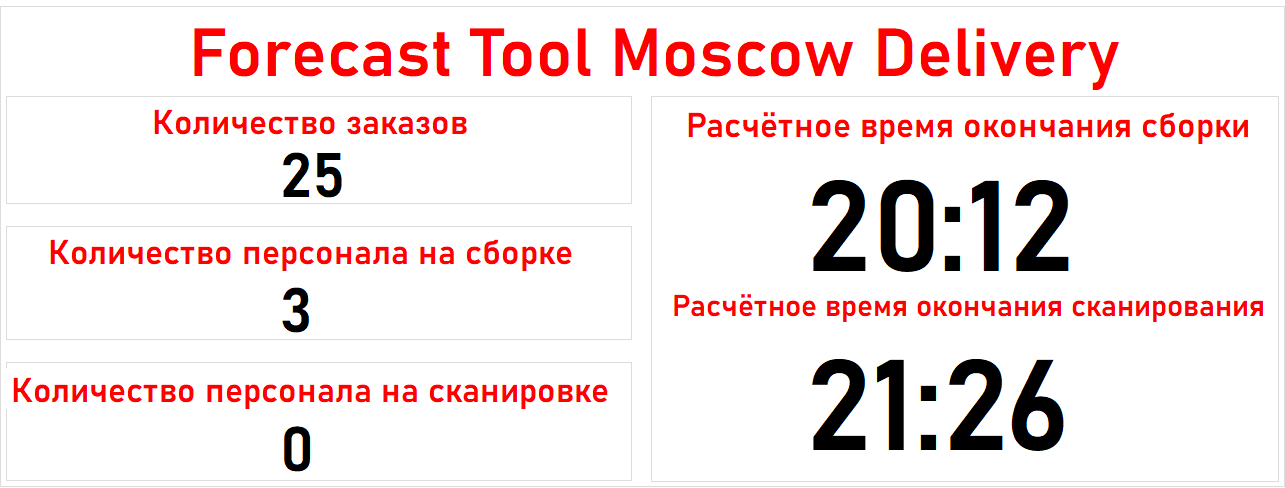 Forecast Tool Moscow Delivery
Количество заказов
25
Количество персонала на сборке
3
Количество персонала на сканировке
0
Расчётное время окончания сборки
20:12
Расчётное время окончания сканирования
21:26